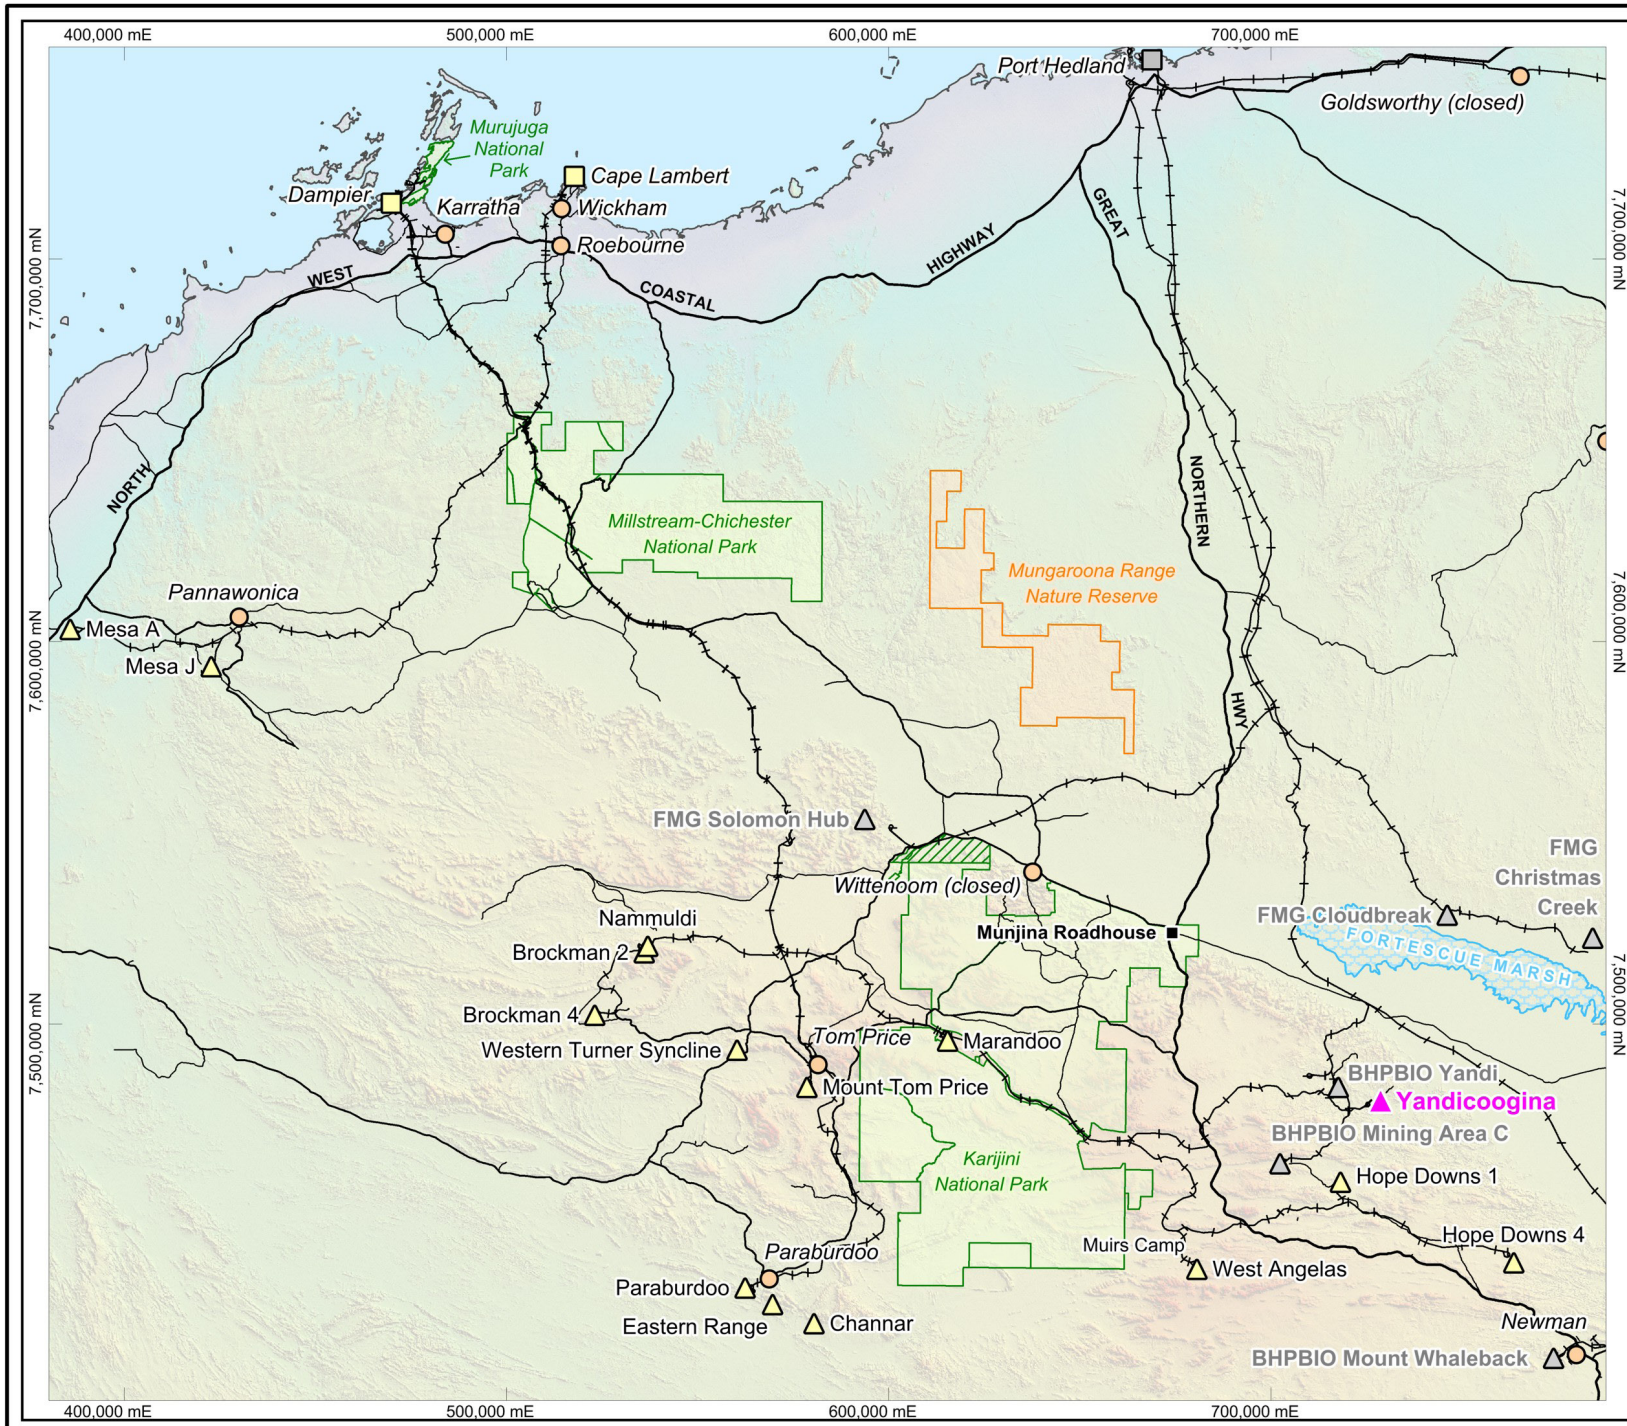 400,000 mE
500,000 mE
600,000 mE
700,000 mE
Port Hedland
Goldsworthy (closed)
Murujuga
National
Park
Cape Lambert
Dampier
Karratha
Wickham
Roebourne
7,700,000 mN
7,700,000 mN
WEST
COASTAL
HIGHWAY
GREAT
NORTH
NORTHERN
Millstream-Chichester
National Park
Mungaroona Range
Nature Reserve
Pannawonica
Mesa A
Mesa J
7,600,000 mN
7,600,000 mN
HWY
FMG Solomon Hub
FMG
Christmas
Creek
Wittenoom (closed)
FMG Cloudbreak
Nammuldi
Munjina Roadhouse
FORTESCUE MARSH
Brockman 2
Brockman 4
7,500,000 mN
7,500,000 mN
Tom Price
Marandoo
Western Turner Syncline
BHPBIO Yandi
Mount Tom Price
Yandicoogina
BHPBIO Mining Area C
Karijini
National Park
Hope Downs 1
Hope Downs 4
Muirs Camp
Paraburdoo
West Angelas
Paraburdoo
Eastern Range
Channar
Newman
BHPBIO Mount Whaleback
400,000 mE
500,000 mE
600,000 mE
700,000 mE